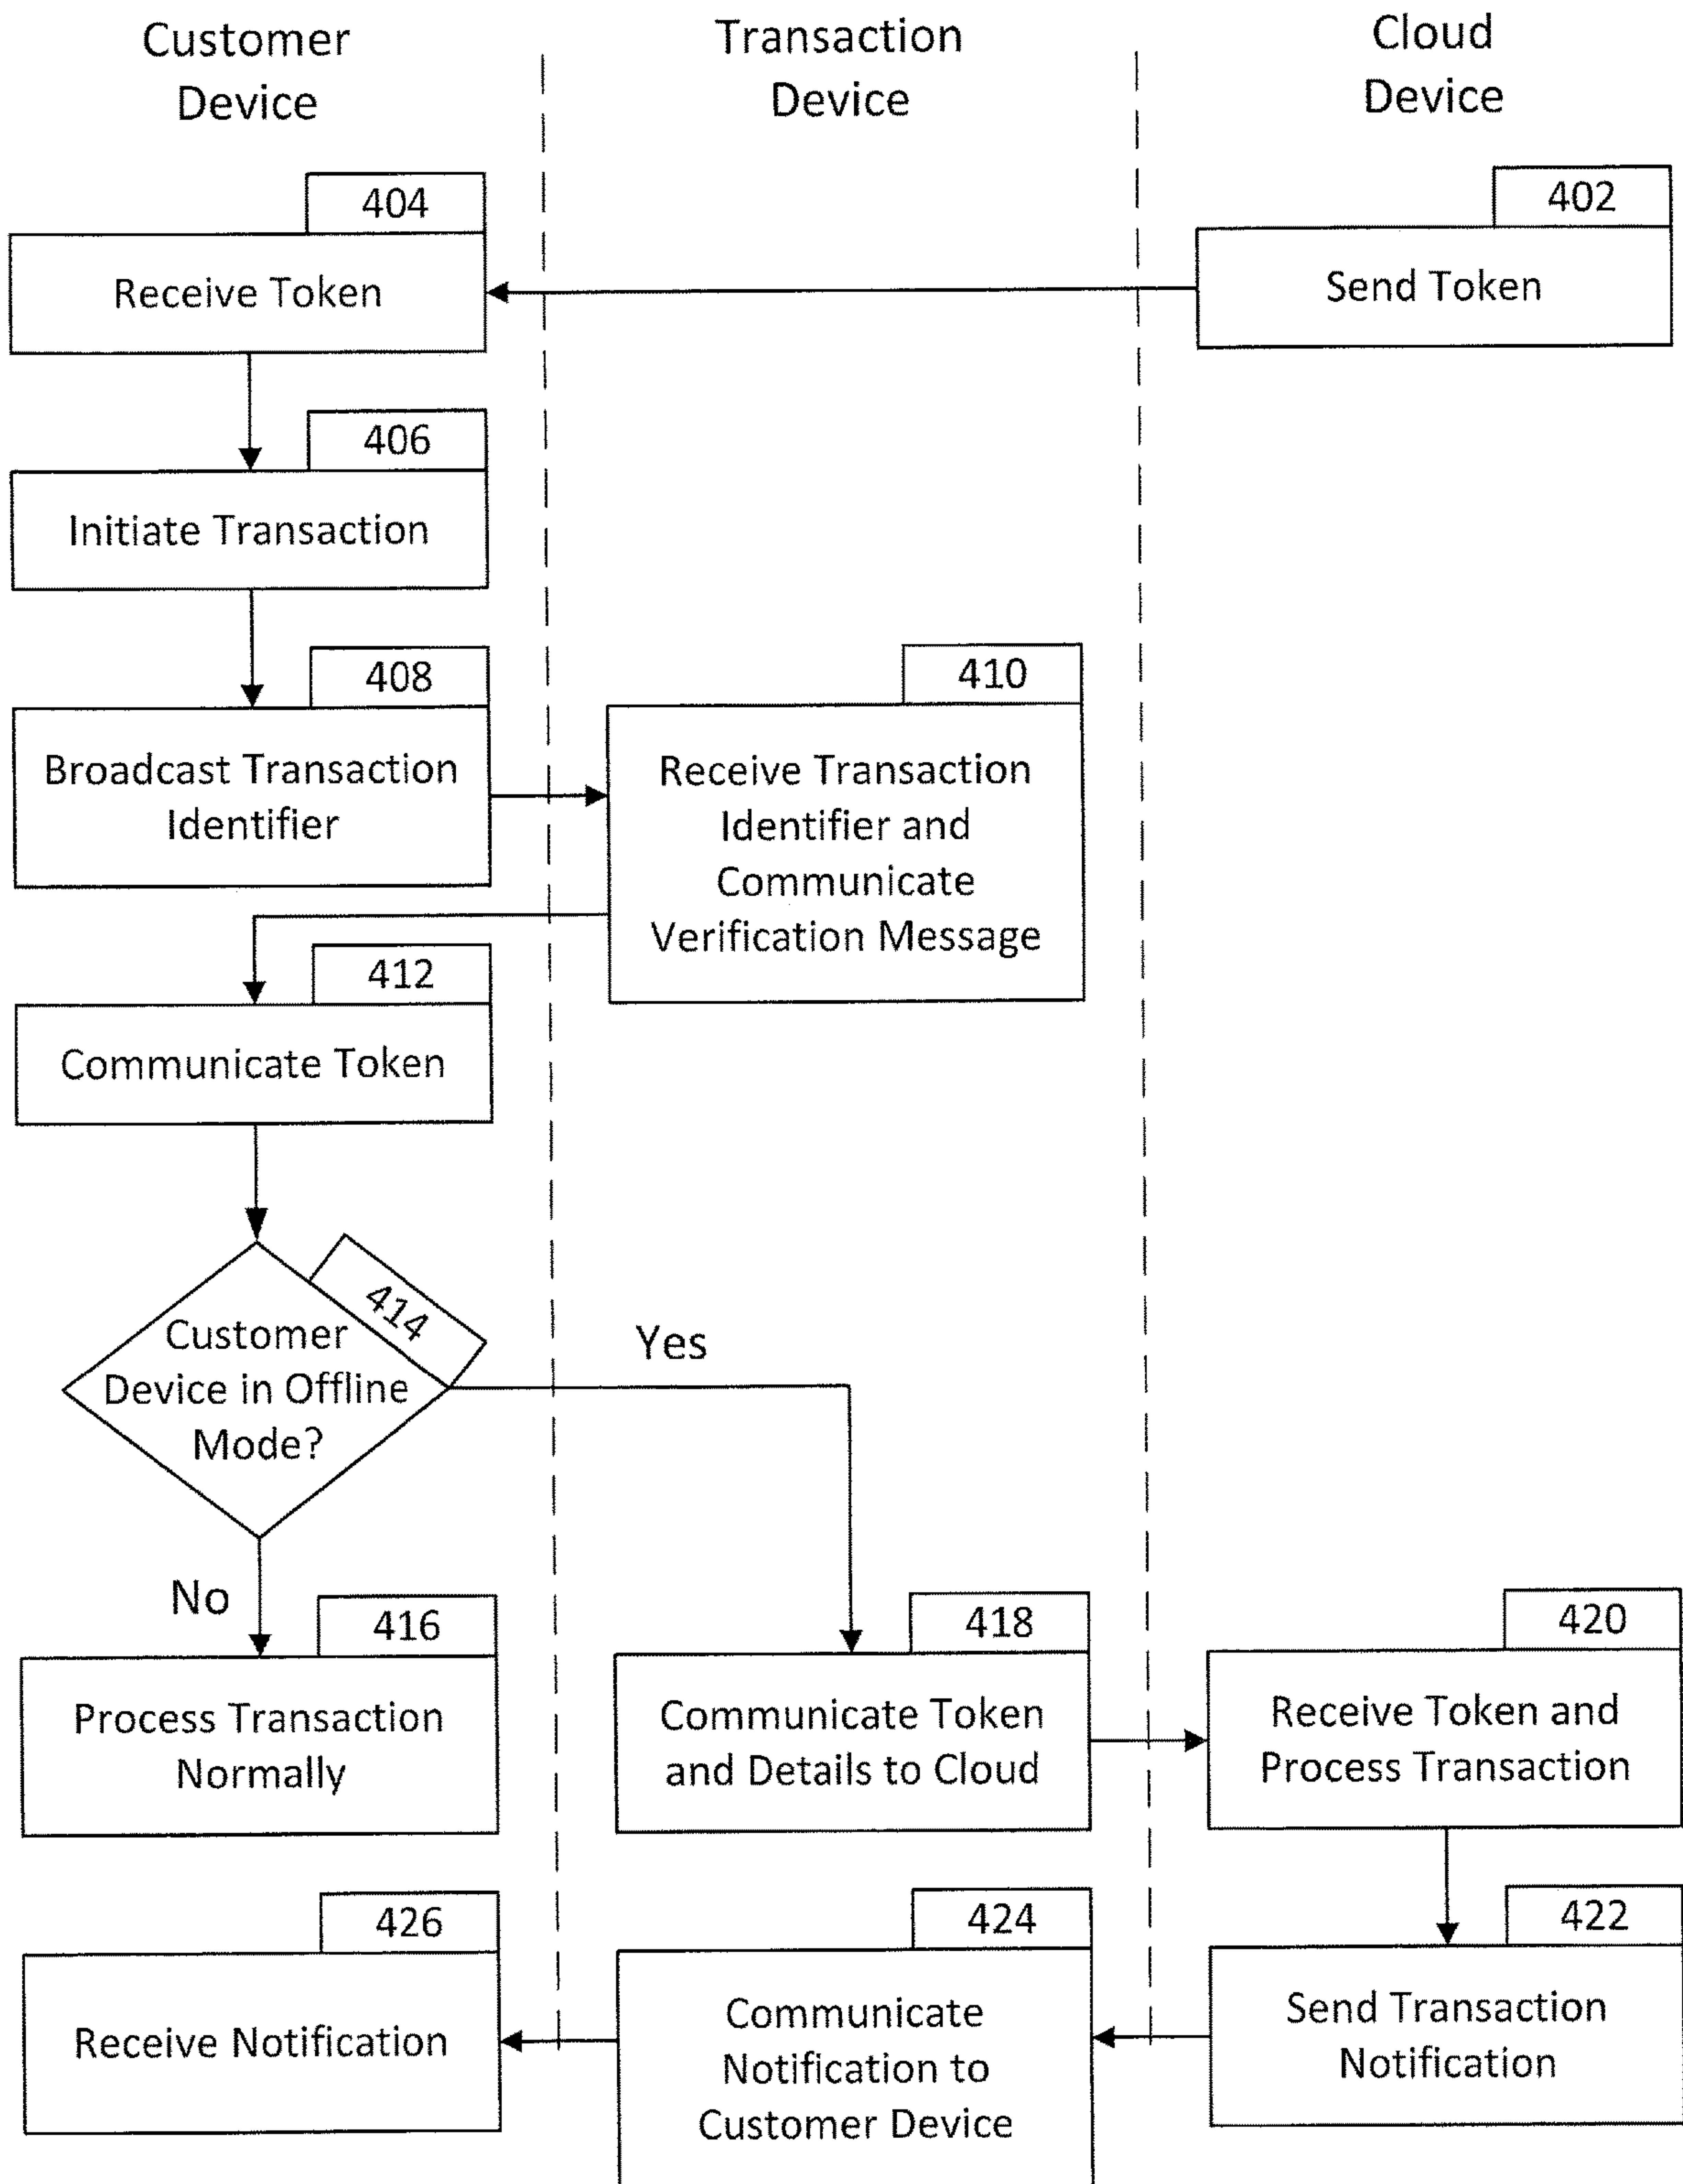 Customer
Device
Transaction
Device
Cloud
Device
404
Receive Token
402
Send Token
406
Initiate Transaction
408
Broadcast Transaction
Identifier
410
Receive Transaction
Identifier and
Communicate
Verification Message
412
Communicate Token
414
Customer
Device in Offline
Mode?
Yes
No
416
Process Transaction
Normally
418
Communicate Token
and Details to Cloud
420
Receive Token and
Process Transaction
426
Receive Notification
424
Communicate
Notification to
Customer Device
422
Send Transaction
Notification